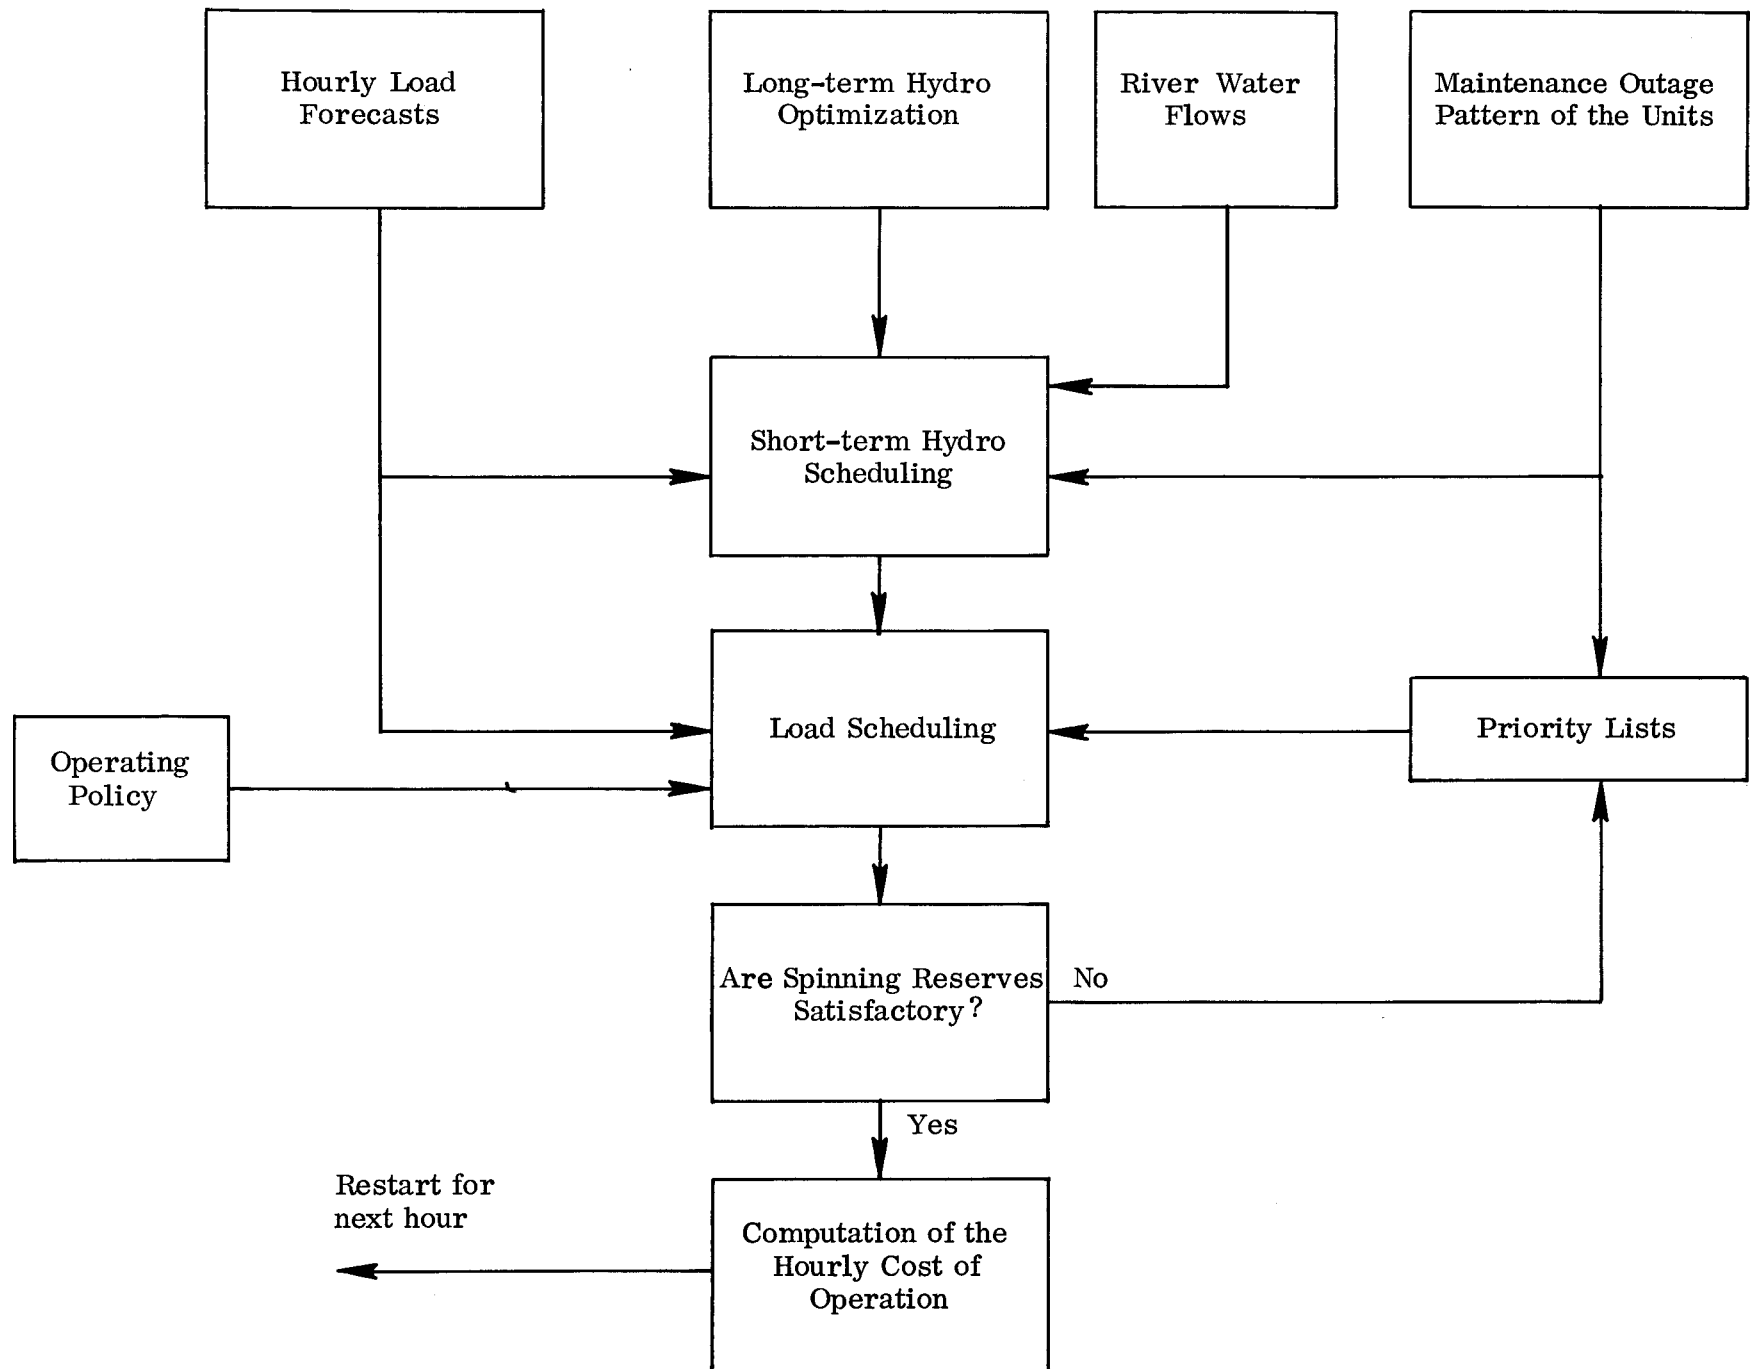 Hourly Load
Forecasts
Long-term Hydro
Optimization
River Water
Flows
Maintenance Outage
Pattern of the Units
Short-term Hydro
Scheduling
Load Scheduling
Priority Lists
Operating
Policy
Are Spinning Reserves
Satisfactory?
No
Yes
Restart for
next hour
Computation of the
Hourly Cost of
Operation